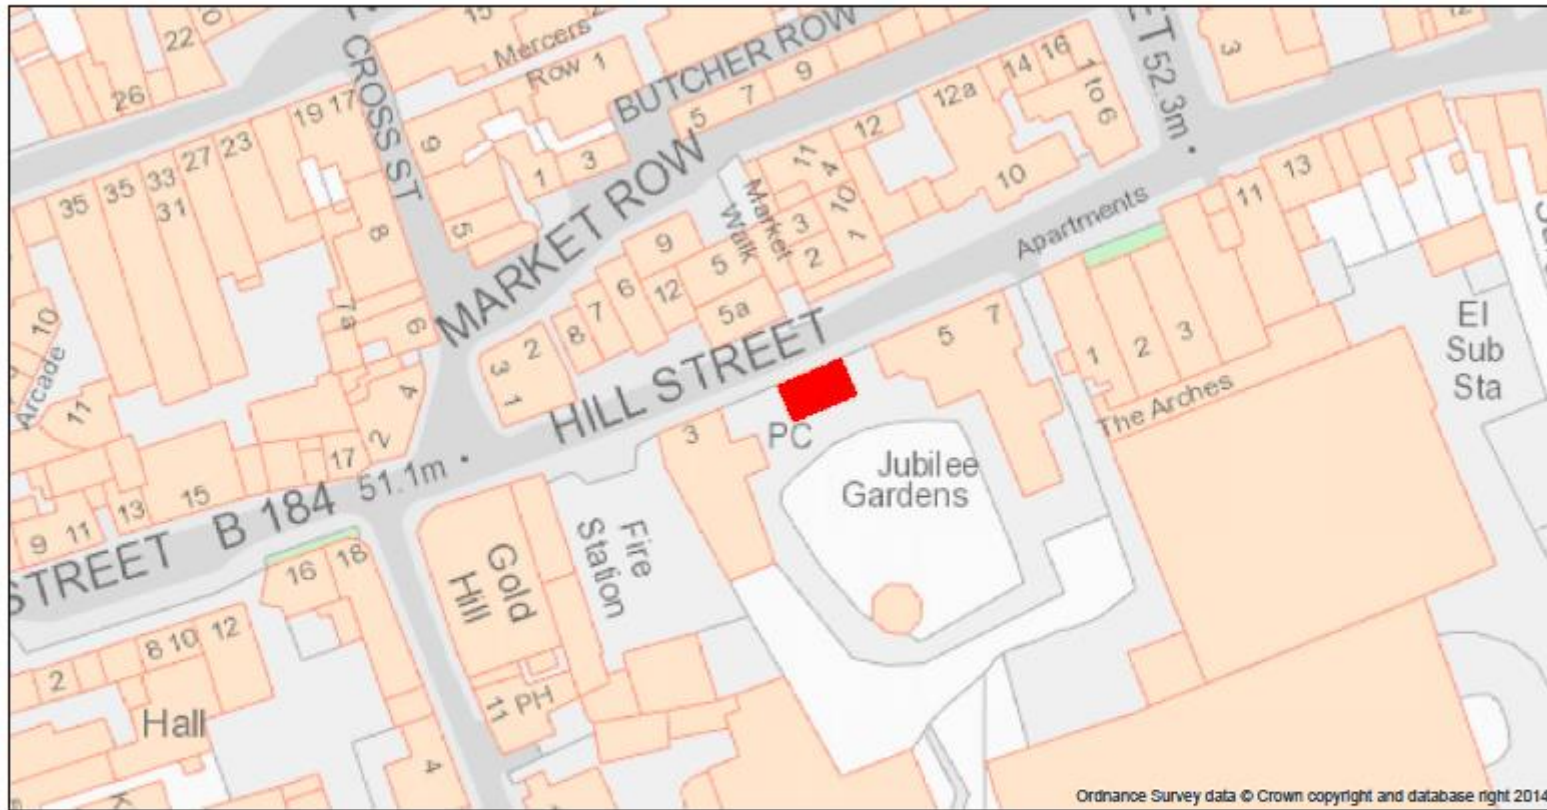 22
26
15
Mercers
Row
1
BUTCHER ROW
9
7
5
CROSS ST
9
19
17
23
27
33
35
35
31
8
7a
6
4
2
5
1
3
MARKET ROW
12
12a
14
16
1 to 6
52.3m
3
12
11
4
10
3
2
1
Market
Walk
9
5
12
6
7
8
5a
3
2
1
10
HILL STREET
Apartments
11
13
5
7
1
2
3
The Arches
El
Sub
Sta
PC
3
Jubilee
Gardens
10
Arcade
11
17
15
13
11
9
51.1m
B 184
STREET
16
18
Gold
Hill
Fire
Station
8 10
12
2
Hall
11
PH
4
Ordnance Survey data © Crown copyright and database right 2014